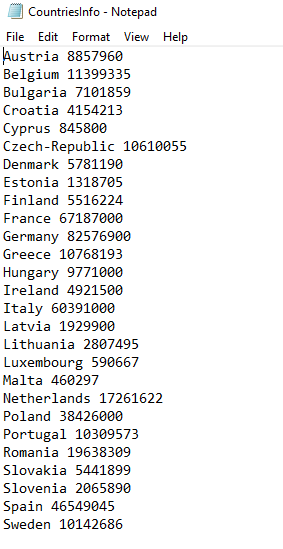 CountriesInfo - Notepad
File Edit Format View Help
Austria 8857960
Belgium 11399335
Bulgaria 7101859
Croatia 4154213
Cyprus 845800
Czech-Republic 10610055
Denmark 5781190
Estonia 1318705
Finland 5516224
France 67187000
Germany 82576900
Greece 10768193
Hungary 9771000
Ireland 4921500
Italy 60391000
Latvia 1929900
Lithuania 2807495
Luxembourg 590667
Malta 460297
Netherlands 17261622
Poland 38426000
Portugal 10309573
Romania 19638309
Slovakia 5441899
Slovenia 2065890
Spain 46549045
Sweden 10142686